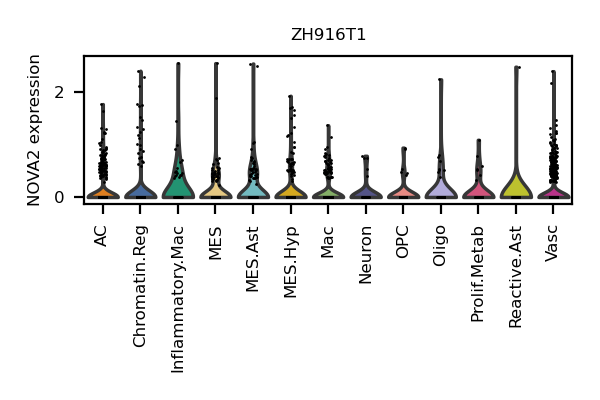 ZH916T1
NOVA2 expression
2
0
AC
Chromatin.Reg
Inflammatory.Mac
MES
MES.Ast
MES.Hyp
Mac
Neuron
OPC
Oligo
Prolif.Metab
Reactive.Ast
Vasc